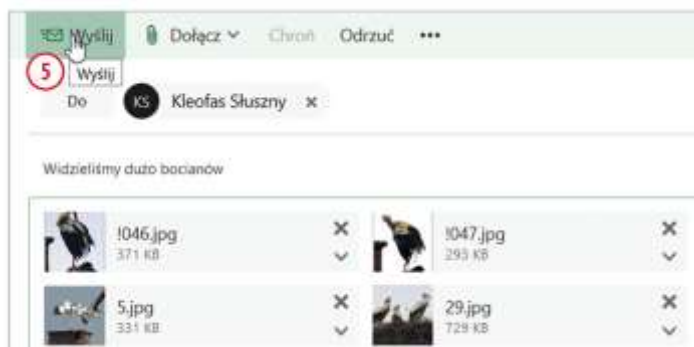 Wyślij Dołącz Chroń Odrzuć •••
5 Wyślij
Do KS Kleofas Słuszny ×
Widzieliśmy dużo bocianów
!046.jpg !047.jpg
371 KB 293 KB
5.jpg 29.jpg
331 KB 729 KB